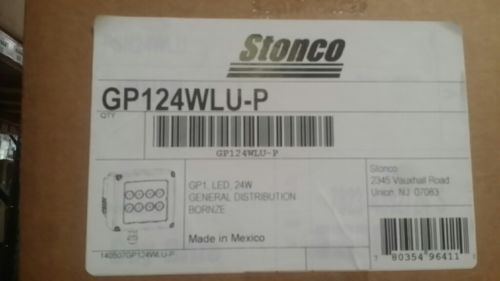 Stonco
GP124WLU-P
QTY
GP124WLU-P
GP1, LED, 24W
GENERAL DISTRIBUTION
BORNZE
Stonco
2345 Vauxhall Road
Union, NJ 07083
Made in Mexico
140507GP124WLU-P
80354 96411